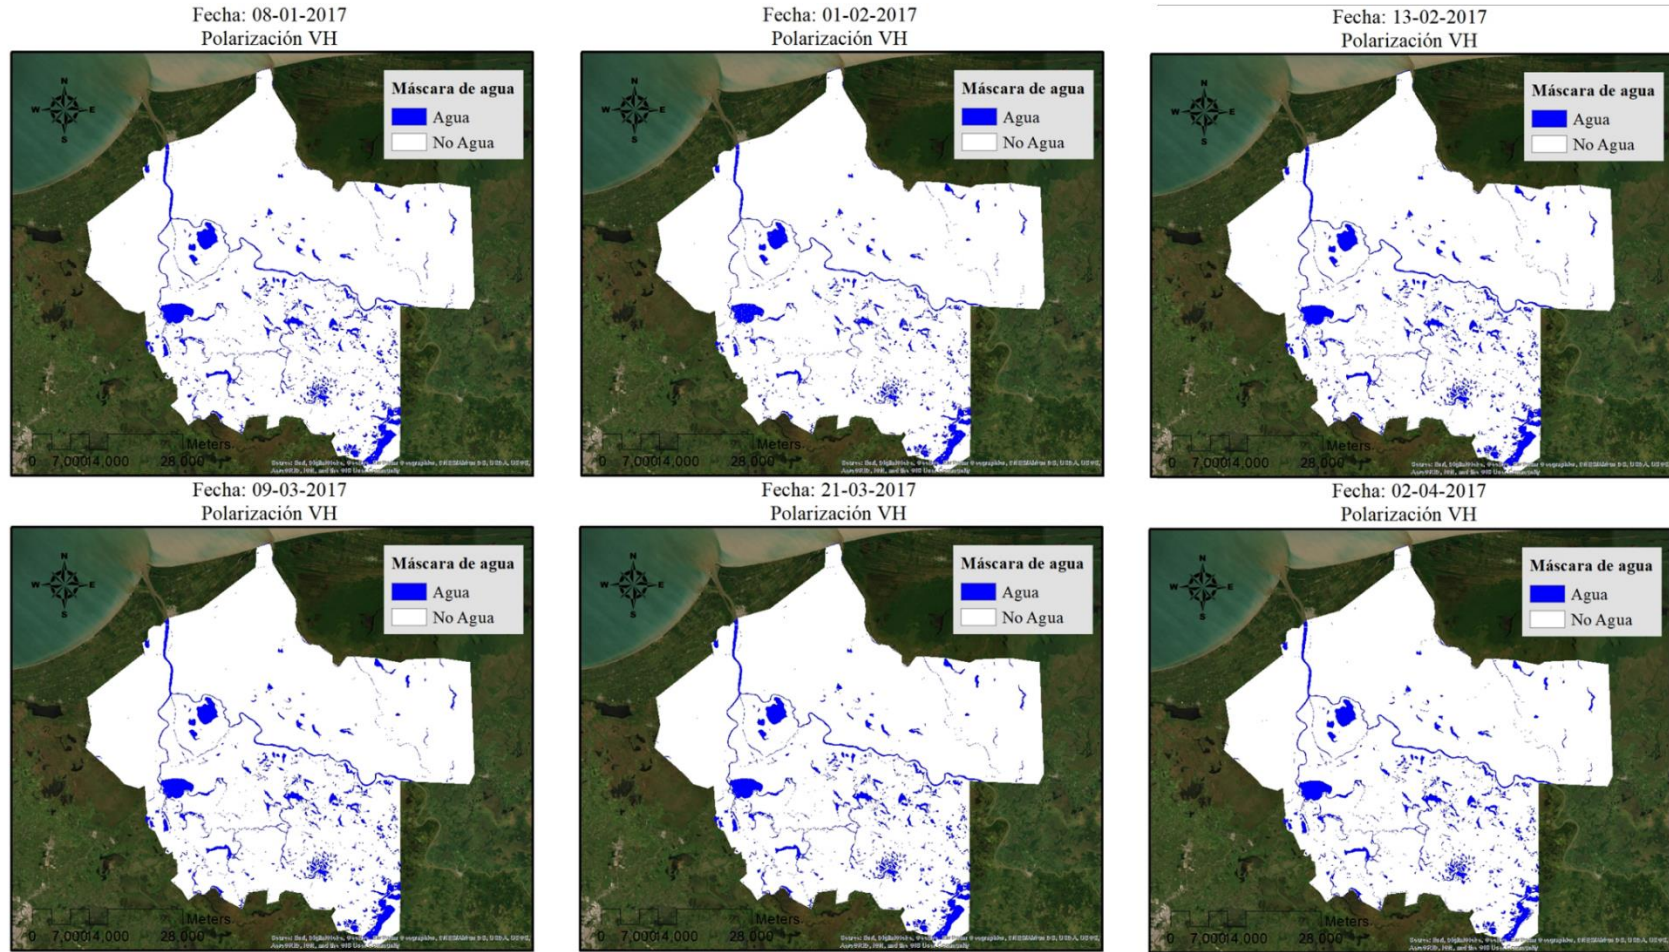 Fecha: 08-01-2017
Polarización VH
N
W E
S
Máscara de agua
Agua
No Agua
Meters
0 7,00014,000 28,000
Fecha: 01-02-2017
Polarización VH
N
W E
S
Máscara de agua
Agua
No Agua
Meters
0 7,00014,000 28,000
Fecha: 13-02-2017
Polarización VH
N
W E
S
Máscara de agua
Agua
No Agua
Meters
0 7,00014,000 28,000
Fecha: 09-03-2017
Polarización VH
N
W E
S
Máscara de agua
Agua
No Agua
Meters
0 7,00014,000 28,000
Fecha: 21-03-2017
Polarización VH
N
W E
S
Máscara de agua
Agua
No Agua
Meters
0 7,00014,000 28,000
Fecha: 02-04-2017
Polarización VH
N
W E
S
Máscara de agua
Agua
No Agua
Meters
0 7,00014,000 28,000